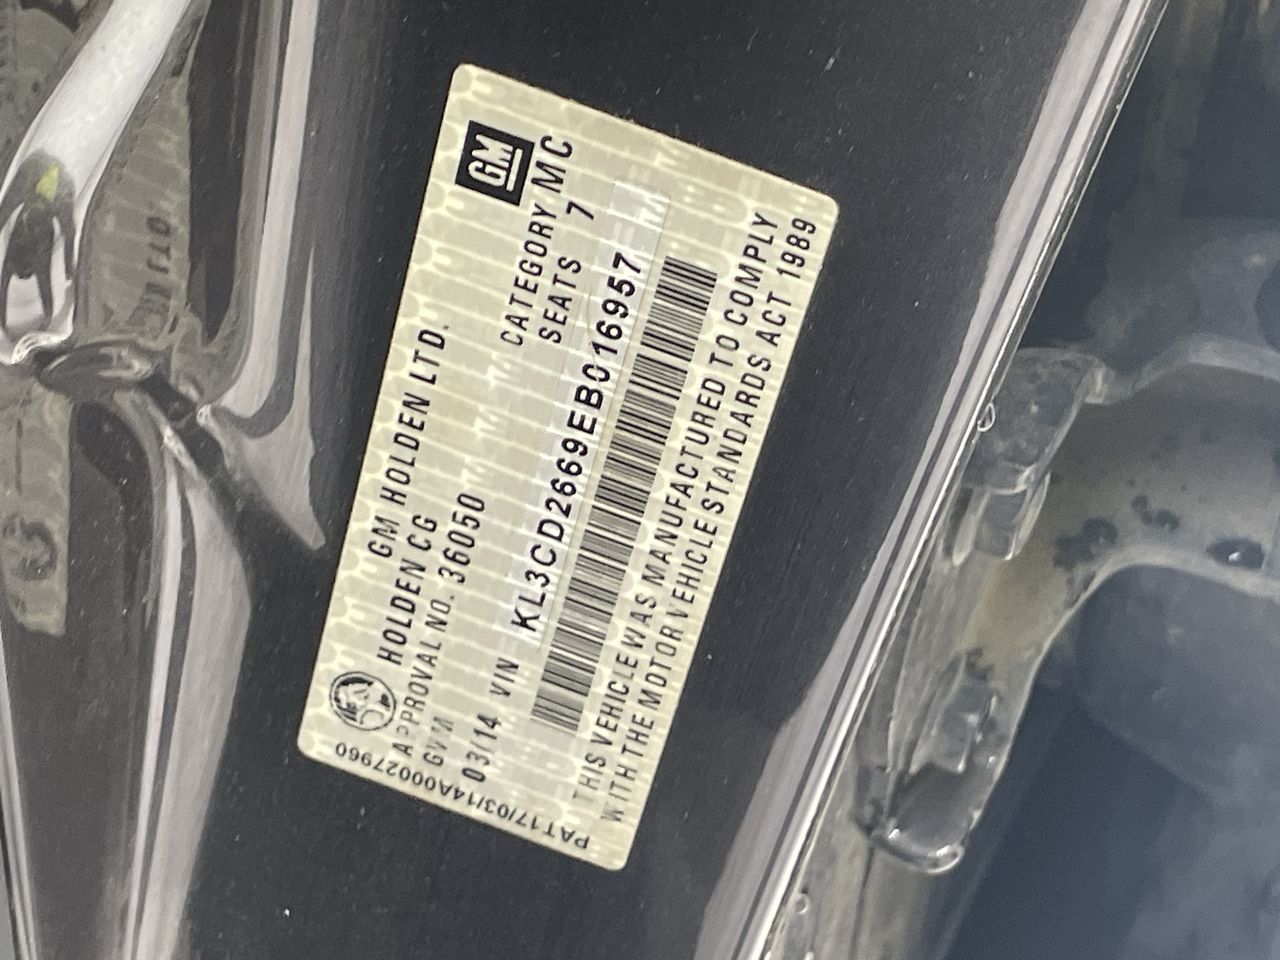 GM
GM HOLDEN LTD.
HOLDEN CG
APPROVAL NO. 36050
CATEGORY MC
GVM
SEATS 7
03/14 VIN KL3CD2669EB016957
THIS VEHICLE WAS MANUFACTURED TO COMPLY
WITH THE MOTOR VEHICLE STANDARDS ACT 1989
PAT17/03/14A00027960